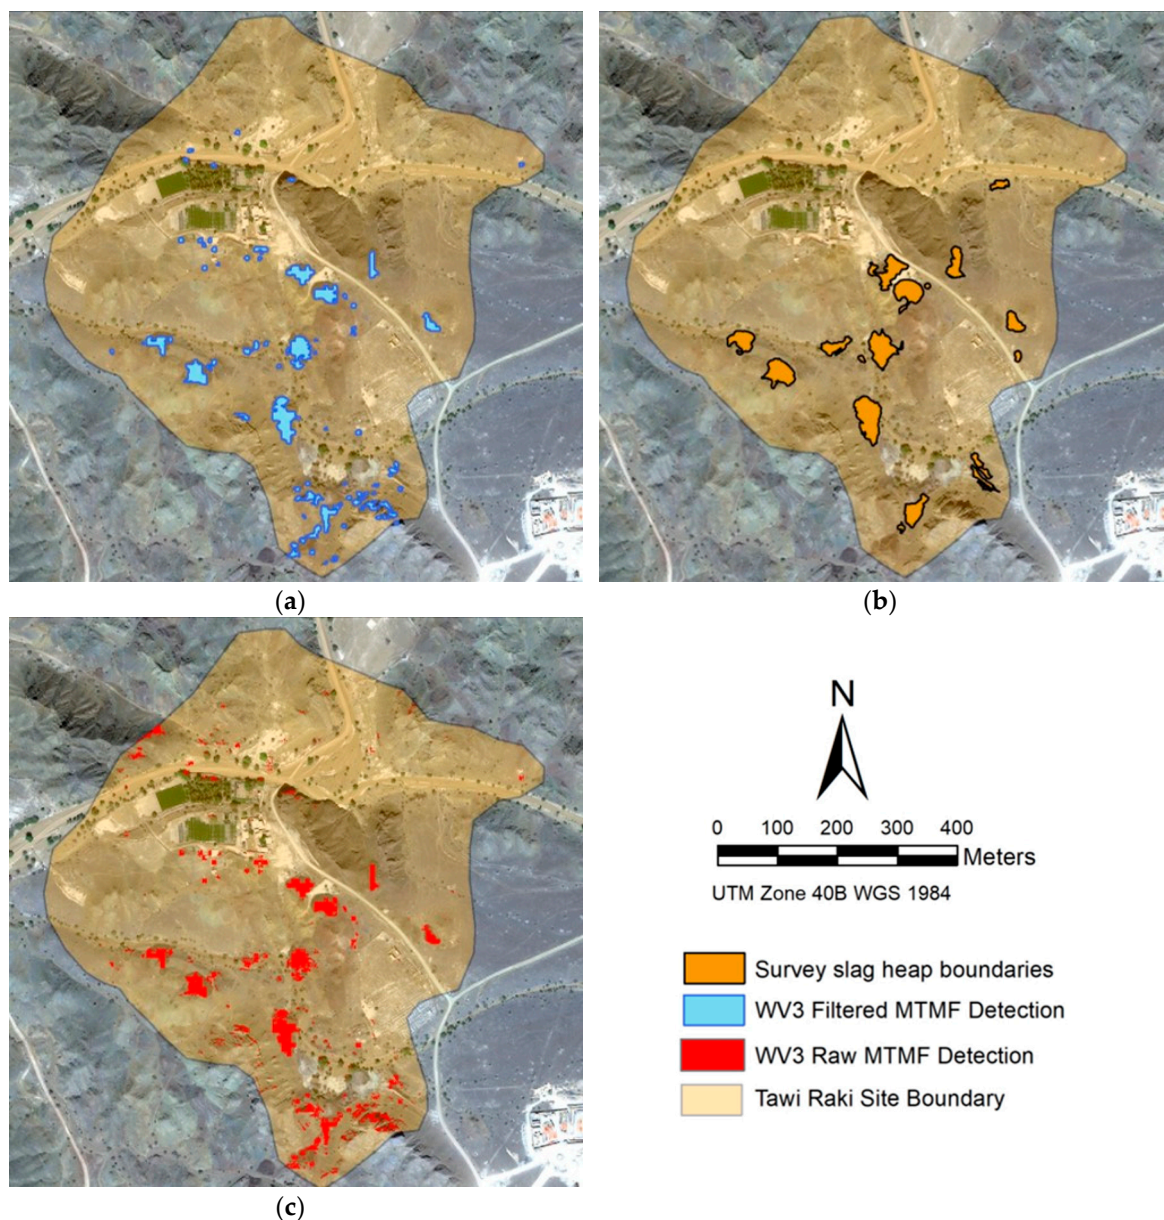 (a)
(b)
(c)
N
0 100 200 300 400
Meters
UTM Zone 40B WGS 1984
Survey slag heap boundaries
WV3 Filtered MTMF Detection
WV3 Raw MTMF Detection
Tawi Raki Site Boundary